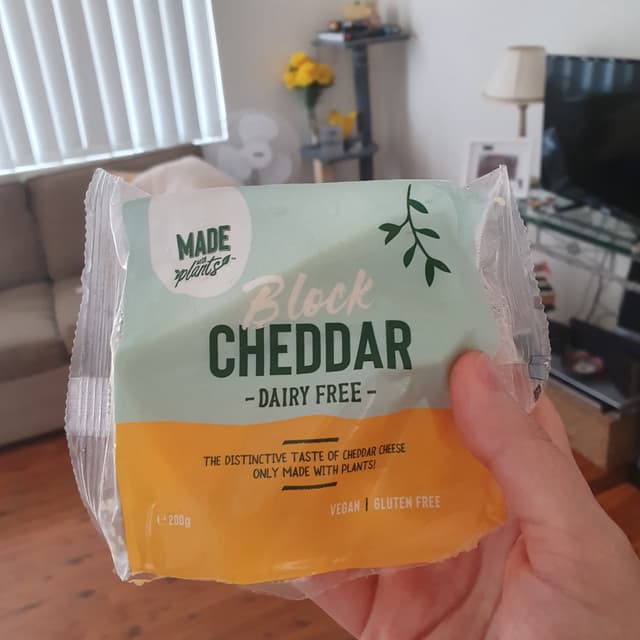 MADE
with
plants
Block
CHEDDAR
- DAIRY FREE -
THE DISTINCTIVE TASTE OF CHEDDAR CHEESE
ONLY MADE WITH PLANTS!
VEGAN | GLUTEN FREE
200g